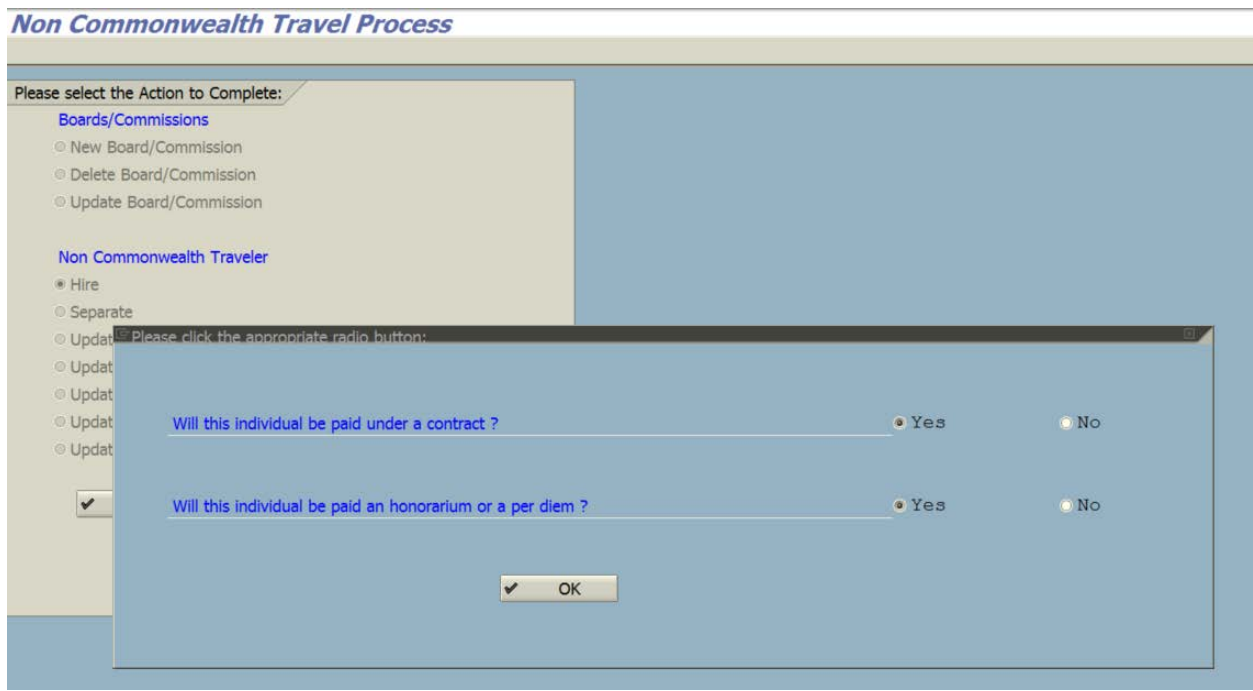 Non Commonwealth Travel Process
Please select the Action to Complete:
Boards/Commissions
New Board/Commission
Delete Board/Commission
Update Board/Commission
Non Commonwealth Traveler
Hire
Separate
Updat
Please click the appropriate radio button:
Updat
Updat
Updat
Updat
Will this individual be paid under a contract ? Yes No
Will this individual be paid an honorarium or a per diem ? Yes No
OK